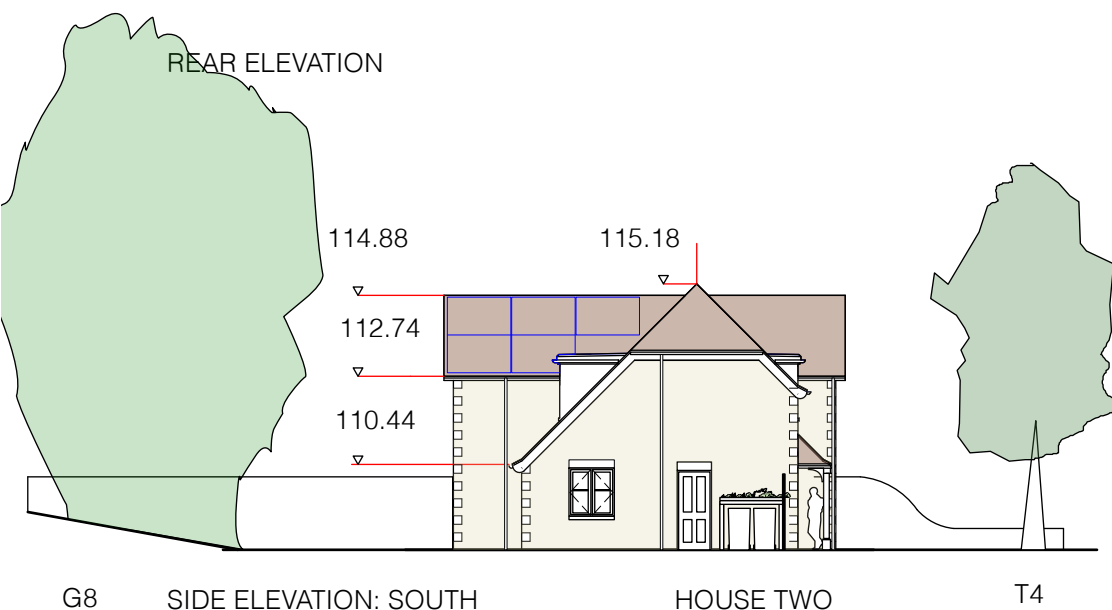 REAR ELEVATION
114.88
115.18
112.74
110.44
G8
SIDE ELEVATION: SOUTH
HOUSE TWO
T4